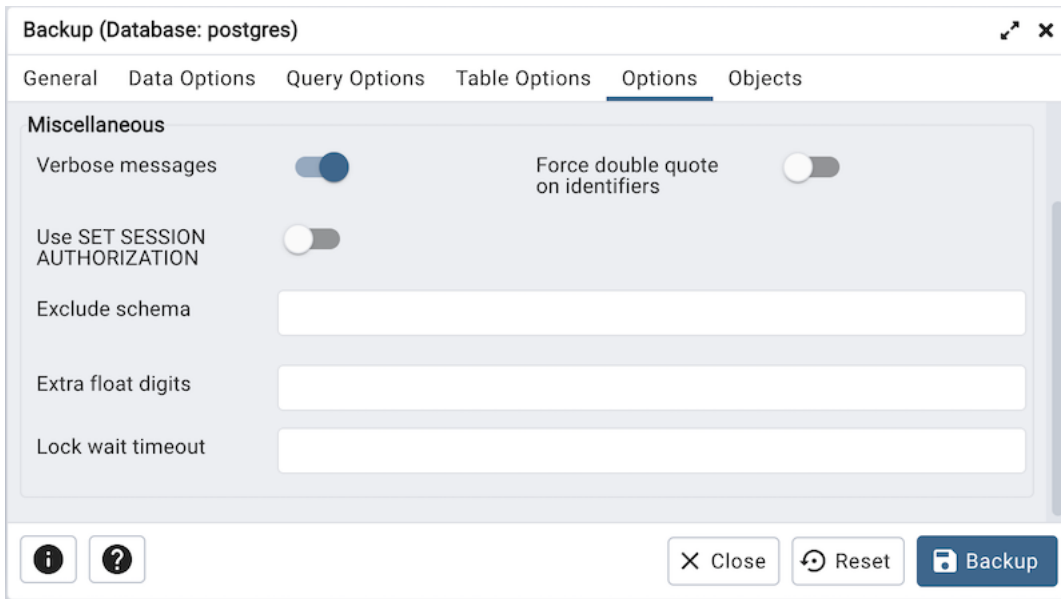 Backup (Database: postgres)
General Data Options Query Options Table Options Options Objects
Miscellaneous
Verbose messages
Force double quote
on identifiers
Use SET SESSION
AUTHORIZATION
Exclude schema
Extra float digits
Lock wait timeout
Close Reset Backup